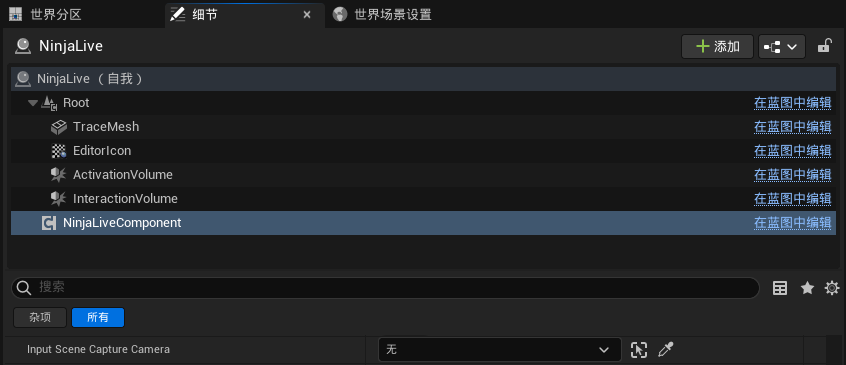 世界分区 细节 × 世界场景设置
NinjaLive 添加
NinjaLive （自我）
Root 在蓝图中编辑
TraceMesh 在蓝图中编辑
EditorIcon 在蓝图中编辑
ActivationVolume 在蓝图中编辑
InteractionVolume 在蓝图中编辑
NinjaLiveComponent 在蓝图中编辑
搜索
杂项 所有
Input Scene Capture Camera 无